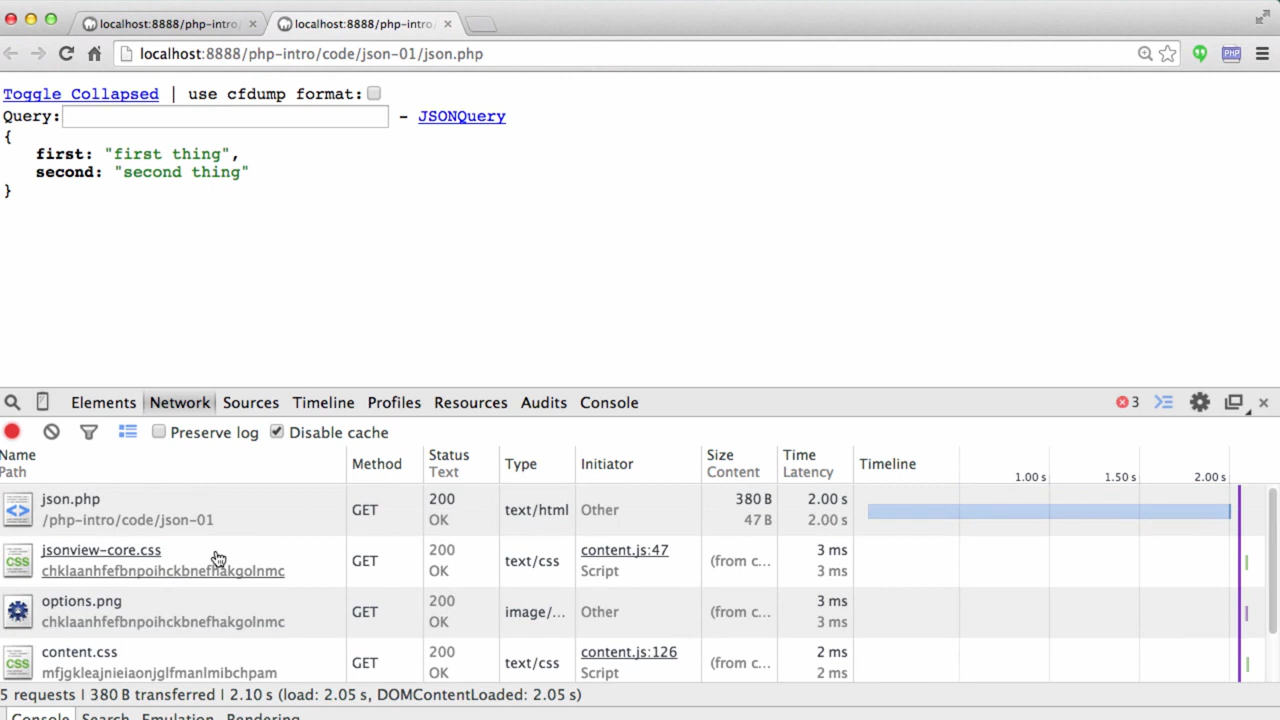 localhost:8888/php-intro/ × localhost:8888/php-intro/ ×
localhost:8888/php-intro/code/json-01/json.php PHP
Toggle Collapsed | use cfdump format:
Query: - JSONQuery
{
first: "first thing",
second: "second thing"
}
Elements Network Sources Timeline Profiles Resources Audits Console 3
Preserve log Disable cache
Name Path Method Status Text Type Initiator Size Content Time Latency Timeline 1.00 s 1.50 s 2.00 s
json.php GET 200 text/html Other 380 B 2.00 s
/php-intro/code/json-01 OK 47 B 2.00 s
jsonview-core.css GET 200 text/css content.js:47 (from c... 3 ms
chklaanhfefbnpoihckbnefhakgolnmc OK Script 3 ms
options.png GET 200 image/... Other (from c... 3 ms
chklaanhfefbnpoihckbnefhakgolnmc OK 3 ms
content.css GET 200 text/css content.js:126 (from c... 2 ms
mfjgkleajnieiaonjglfmanlmibchpam OK Script 2 ms
5 requests | 380 B transferred | 2.10 s (load: 2.05 s, DOMContentLoaded: 2.05 s)
Console Search Emulation Rendering